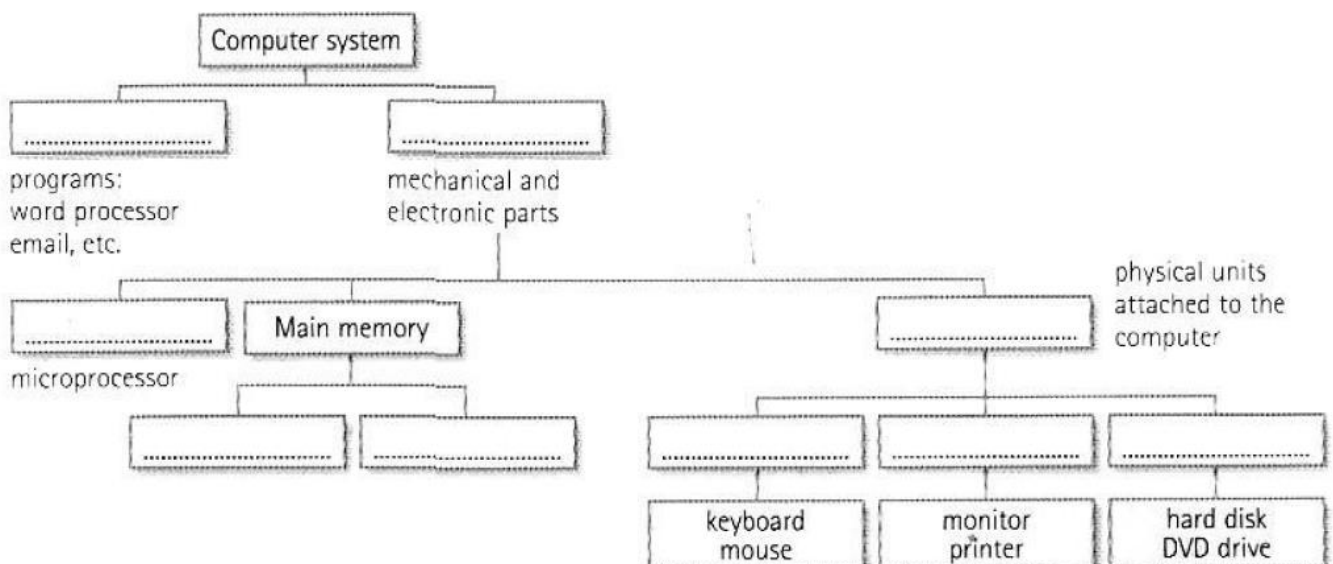 Computer system
programs:
word processor
email, etc.
mechanical and
electronic parts
physical units
attached to the
computer
Main memory
microprocessor
keyboard
mouse
monitor
printer
hard disk
DVD drive